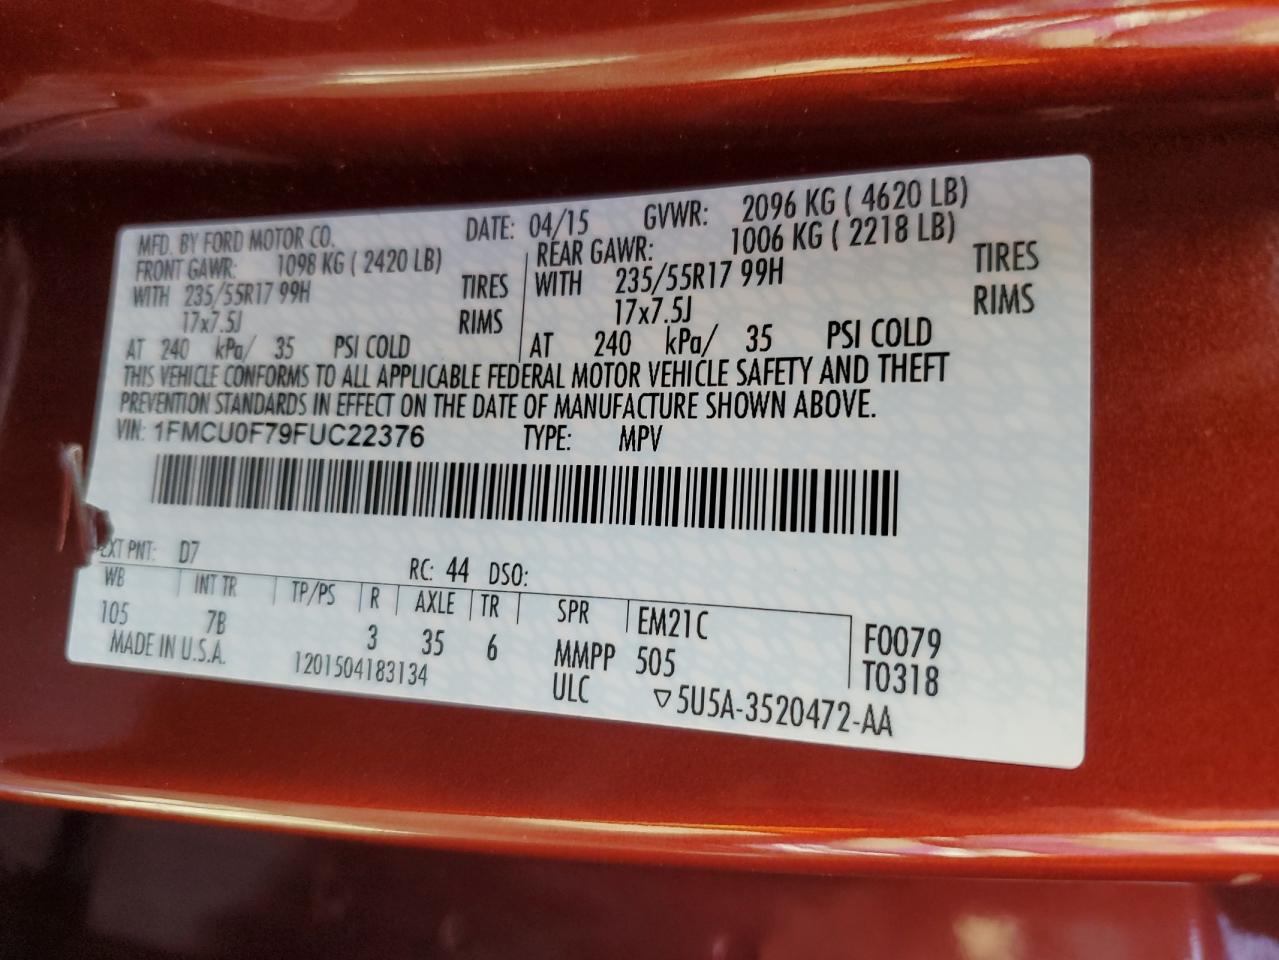 MFD. BY FORD MOTOR CO. DATE: 04/15 GVWR: 2096 KG ( 4620 LB)
FRONT GAWR: 1098 KG ( 2420 LB) REAR GAWR: 1006 KG ( 2218 LB)
WITH 235/55R17 99H TIRES WITH 235/55R17 99H TIRES
17x7.5J RIMS 17x7.5J RIMS
AT 240 kPa/ 35 PSI COLD AT 240 kPa/ 35 PSI COLD
THIS VEHICLE CONFORMS TO ALL APPLICABLE FEDERAL MOTOR VEHICLE SAFETY AND THEFT
PREVENTION STANDARDS IN EFFECT ON THE DATE OF MANUFACTURE SHOWN ABOVE.
VIN: 1FMCU0F79FUC22376 TYPE: MPV
EXT PNT: D7 RC: 44 DSO:
WB INT TR TP/PS R AXLE TR SPR EM21C F0079
105 7B 3 35 6 MMPP 505 T0318
MADE IN U.S.A. 1201504183134 ULC ▽5U5A-3520472-AA